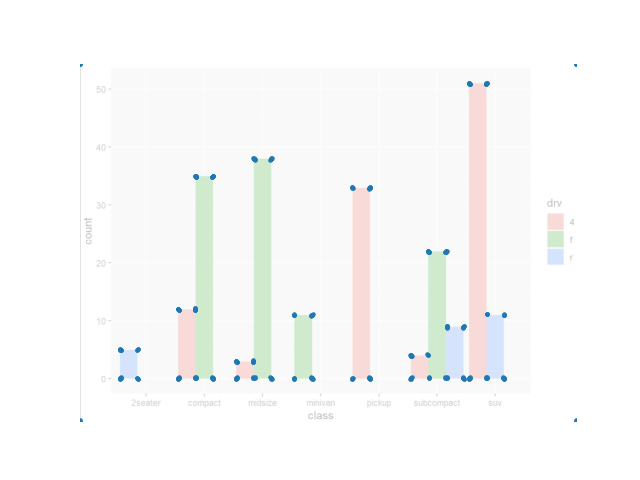 50
40
30
20
10
0
count
2seater compact midsize minivan pickup subcompact suv
class
drv
4
f
r